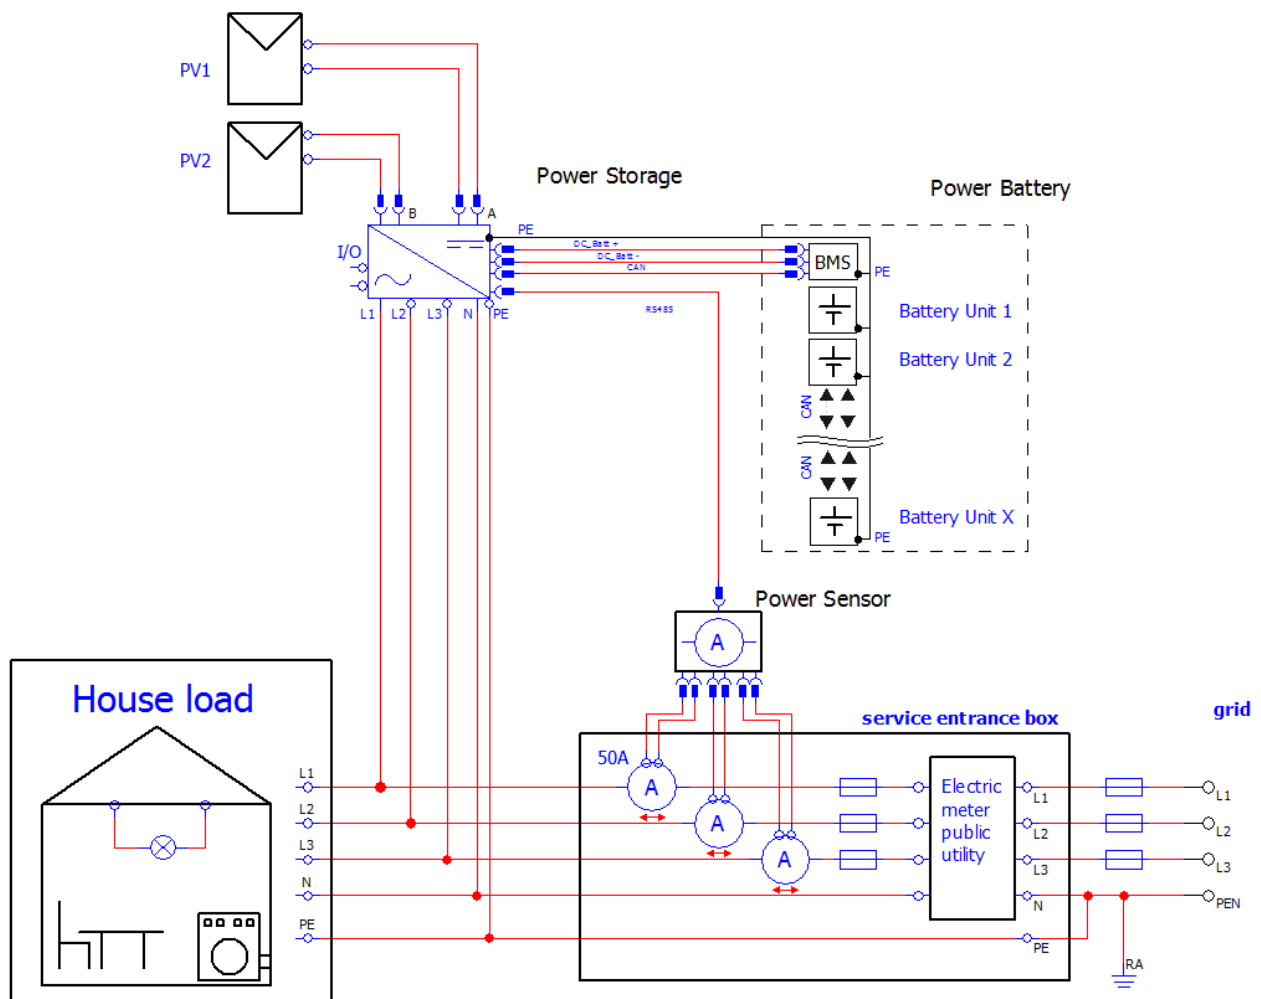 PV1
PV2
Power Storage
Power Battery
B
A
PE
I/O
DC_Batt +
DC_Batt -
CAN
BMS
PE
RS485
L1
L2
L3
N
PE
Battery Unit 1
Battery Unit 2
CAN
CAN
Battery Unit X
PE
Power Sensor
A
House load
service entrance box
grid
50A
L1
A
Electric
meter
public
utility
L1
L1
L2
A
L2
L2
L3
A
L3
L3
N
N
PEN
PE
PE
RA